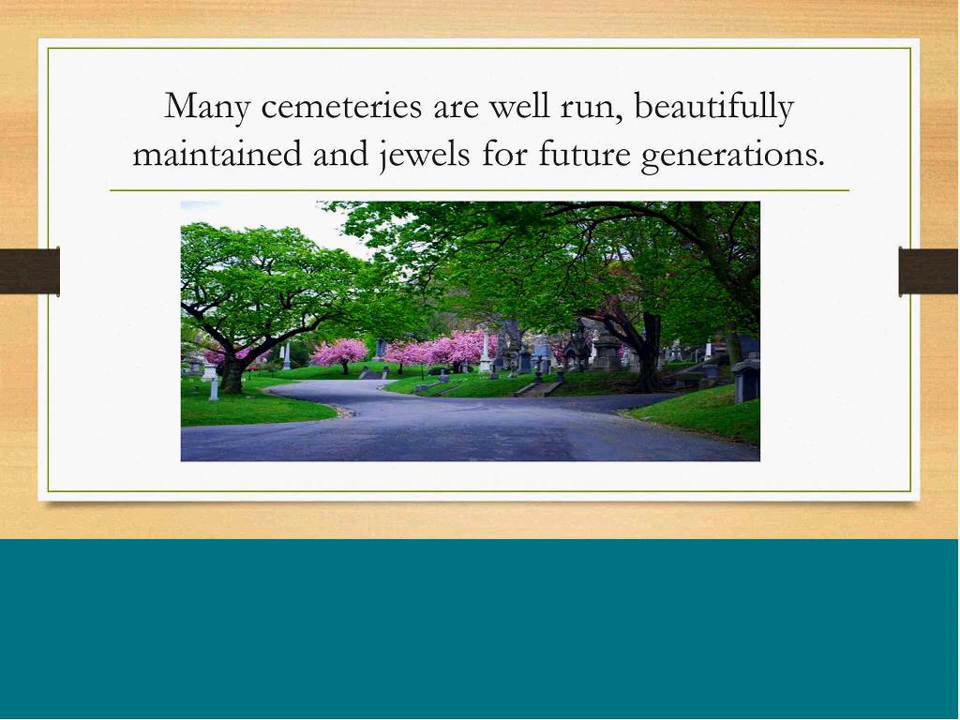 Many cemeteries are well run, beautifully
maintained and jewels for future generations.